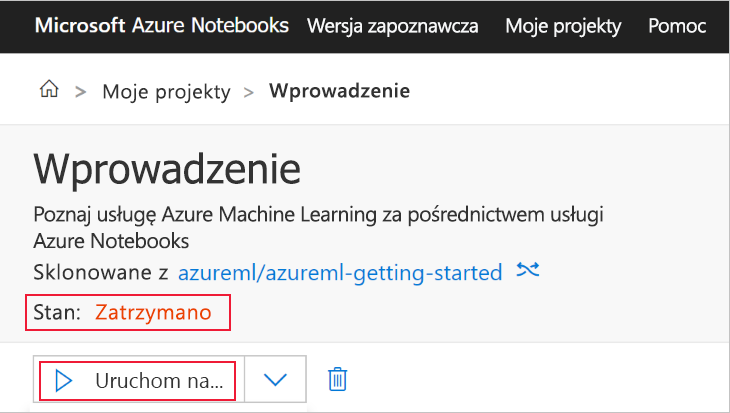 Microsoft Azure Notebooks Wersja zapoznawcza Moje projekty Pomoc
> Moje projekty > Wprowadzenie
Wprowadzenie
Poznaj usługę Azure Machine Learning za pośrednictwem usługi
Azure Notebooks
Sklonowane z azureml/azureml-getting-started
Stan: Zatrzymano
Uruchom na...